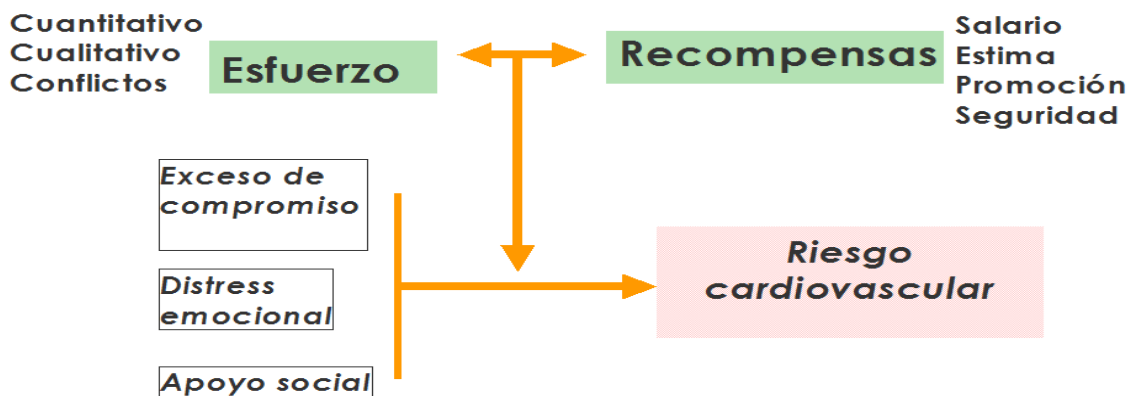 Cuantitativo
Cualitativo
Conflictos
Esfuerzo
Recompensas
Salario
Estima
Promoción
Seguridad
Exceso de
compromiso
Distress
emocional
Apoyo social
Riesgo
cardiovascular